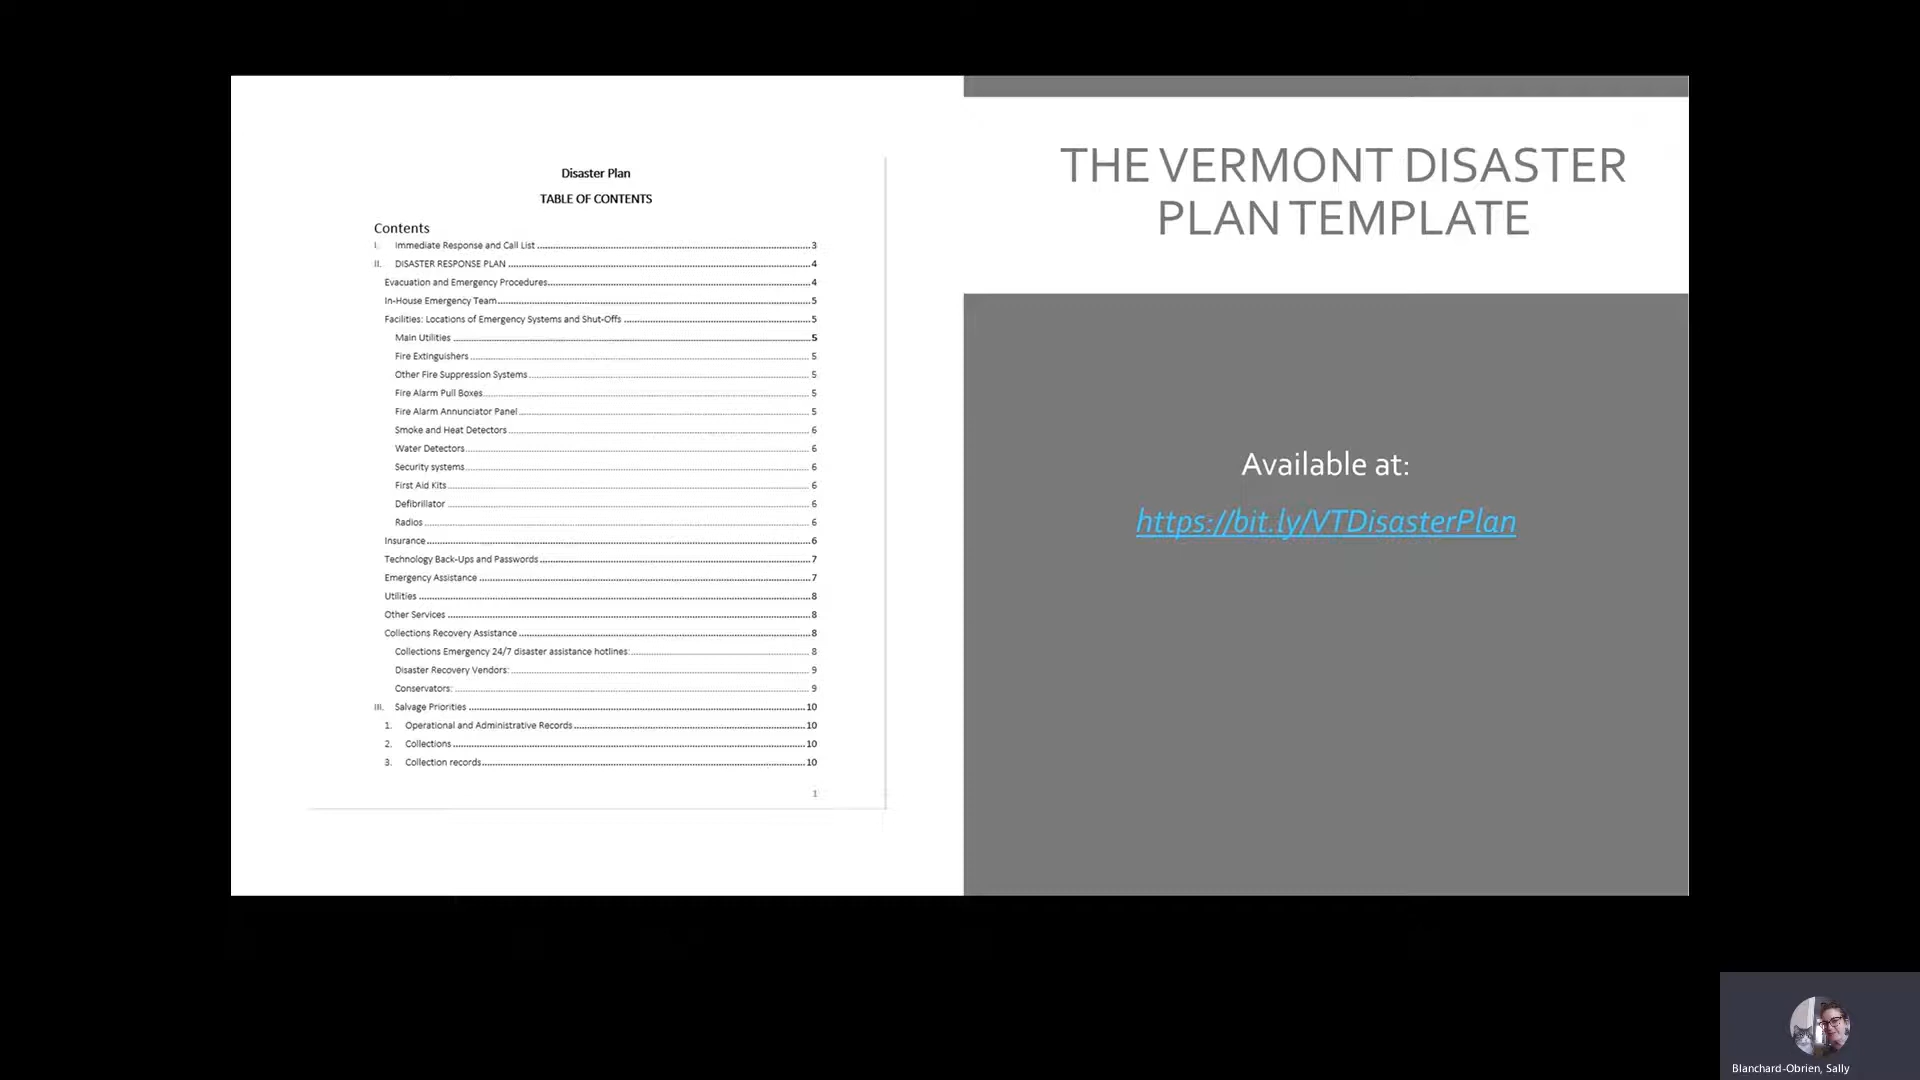 Disaster Plan
TABLE OF CONTENTS
Contents
I. Immediate Response and Call List 3
II. DISASTER RESPONSE PLAN 4
Evacuation and Emergency Procedures 4
In-House Emergency Team 5
Facilities: Locations of Emergency Systems and Shut-Offs 5
Main Utilities 5
Fire Extinguishers 5
Other Fire Suppression Systems 5
Fire Alarm Pull Boxes 5
Fire Alarm Annunciator Panel 5
Smoke and Heat Detectors 6
Water Detectors 6
Security systems 6
First Aid Kits 6
Defibrillator 6
Radios 6
Insurance 6
Technology Back-Ups and Passwords 7
Emergency Assistance 7
Utilities 8
Other Services 8
Collections Recovery Assistance 8
Collections Emergency 24/7 disaster assistance hotlines: 8
Disaster Recovery Vendors: 9
Conservators: 9
III. Salvage Priorities 10
1. Operational and Administrative Records 10
2. Collections 10
3. Collection records 10
1
THE VERMONT DISASTER
PLAN TEMPLATE
Available at:
https://bit.ly/VTDisasterPlan
Blanchard-Obrien, Sally